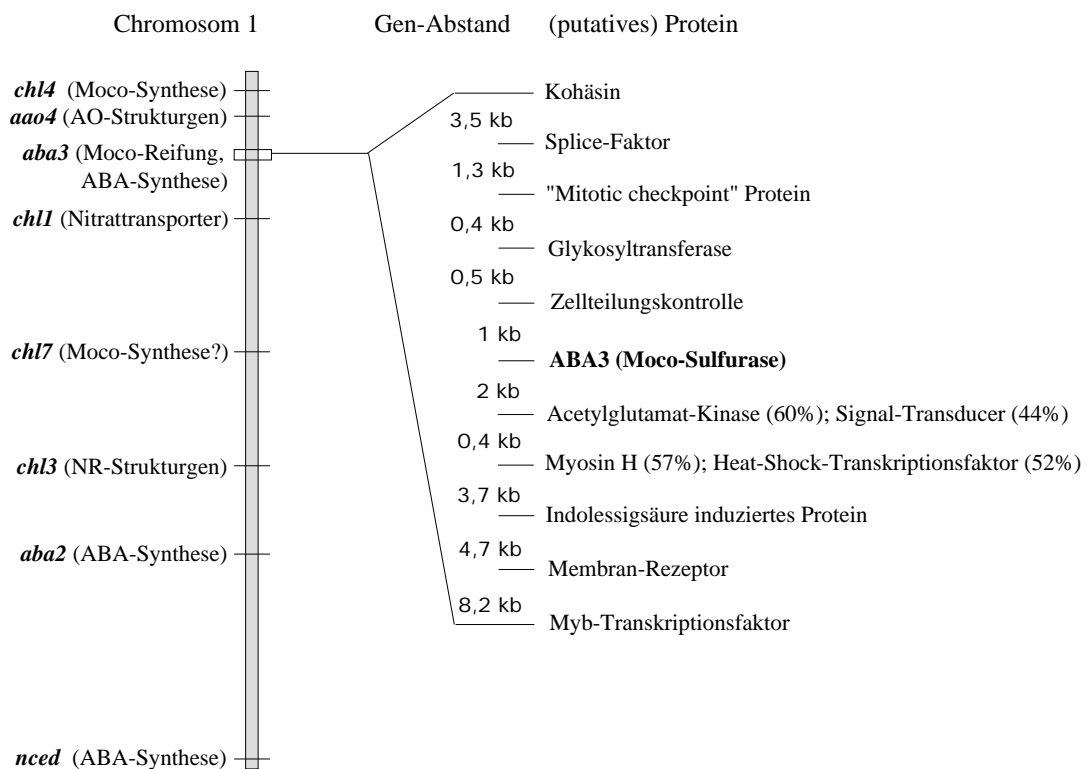 Chromosom 1
Gen-Abstand
(putatives) Protein
chl4 (Moco-Synthese)
aao4 (AO-Strukturgen)
aba3 (Moco-Reifung,
ABA-Synthese)
chl1 (Nitrattransporter)
chl7 (Moco-Synthese?)
chl3 (NR-Strukturgen)
aba2 (ABA-Synthese)
nced (ABA-Synthese)
Kohäsin
3,5 kb
Splice-Faktor
1,3 kb
"Mitotic checkpoint" Protein
0,4 kb
Glykosyltransferase
0,5 kb
Zellteilungskontrolle
1 kb
ABA3 (Moco-Sulfurase)
2 kb
Acetylglutamat-Kinase (60%); Signal-Transducer (44%)
0,4 kb
Myosin H (57%); Heat-Shock-Transkriptionsfaktor (52%)
3,7 kb
Indolessigsäure induziertes Protein
4,7 kb
Membran-Rezeptor
8,2 kb
Myb-Transkriptionsfaktor